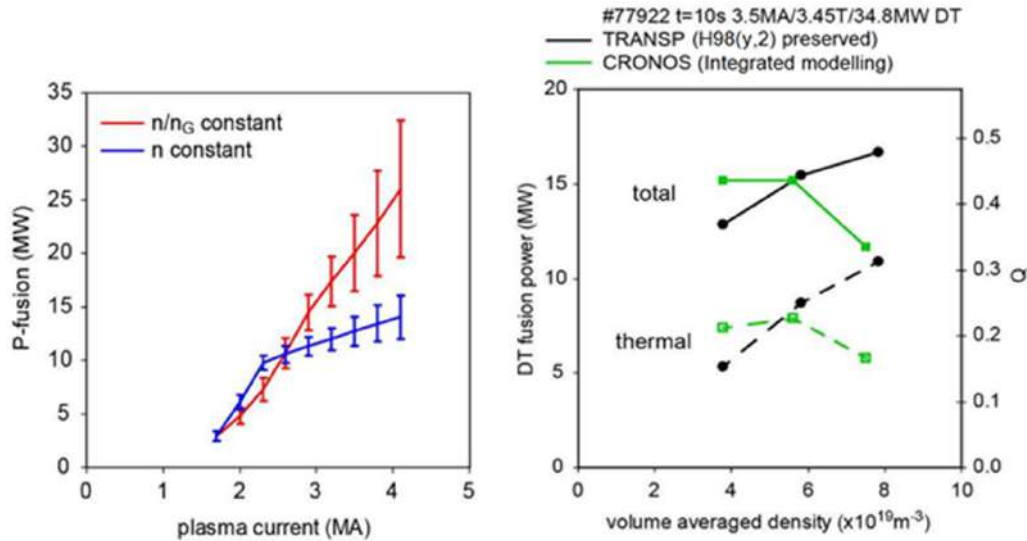 #77922 t=10s 3.5MA/3.45T/34.8MW DT
TRANSP (H98(y,2) preserved)
CRONOS (Integrated modelling)
35
30
25
20
15
10
5
0
P-fusion (MW)
n/nG constant
n constant
0
1
2
3
4
5
plasma current (MA)
20
15
10
5
0
DT fusion power (MW)
total
thermal
0.5
0.4
0.3
0.2
0.1
0.0
Q
0
2
4
6
8
10
volume averaged density (x10¹⁹m⁻³)